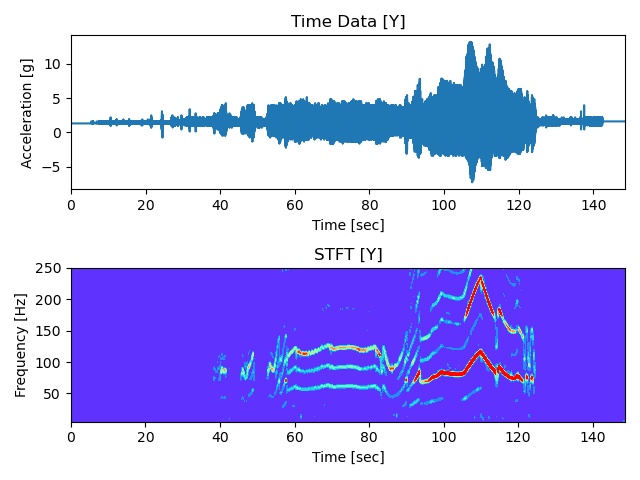 Time Data [Y]
Acceleration [g]
10
5
0
−5
0 20 40 60 80 100 120 140
Time [sec]
STFT [Y]
Frequency [Hz]
250
200
150
100
50
0 20 40 60 80 100 120 140
Time [sec]